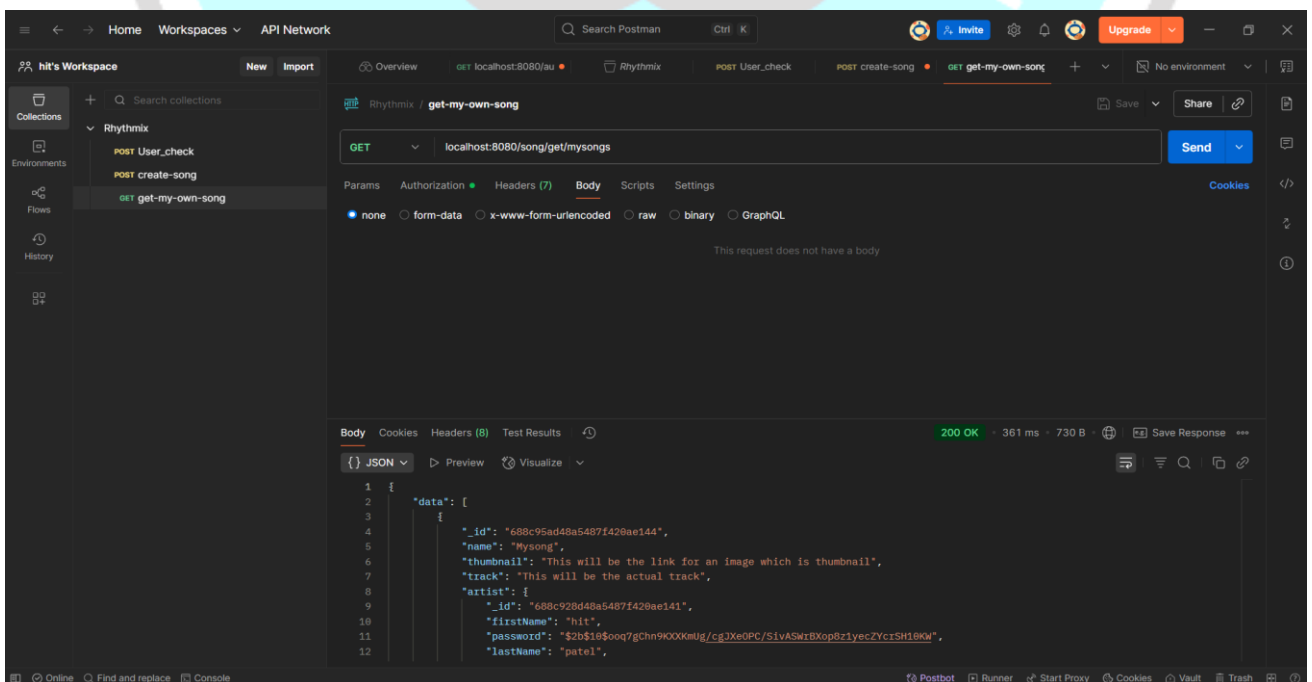 Home Workspaces API Network Search Postman Ctrl K Invite Upgrade
hit's Workspace New Import Overview GET localhost:8080/au Rhythmix POST User_check POST create-song GET get-my-own-song No environment
Collections
Environments
Flows
History
Search collections
Rhythmix
POST User_check
POST create-song
GET get-my-own-song
HTTP Rhythmix / get-my-own-song Save Share
GET localhost:8080/song/get/mysongs Send
Params Authorization Headers (7) Body Scripts Settings Cookies
none form-data x-www-form-urlencoded raw binary GraphQL
This request does not have a body
Body Cookies Headers (8) Test Results 200 OK 361 ms 730 B Save Response
{} JSON Preview Visualize
1 {
2 "data": [
3 {
4 "_id": "688c95ad48a5487f420ae144",
5 "name": "Mysong",
6 "thumbnail": "This will be the link for an image which is thumbnail",
7 "track": "This will be the actual track",
8 "artist": {
9 "_id": "688c928d48a5487f420ae141",
10 "firstName": "hit",
11 "password": "$2b$10$ooq7gChn9KXXKmUg/cgJXeOPC/SivASWrBXop8z1yecZYcrSH10KW",
12 "lastName": "patel",
Online Find and replace Console Postbot Runner Start Proxy Cookies Vault Trash